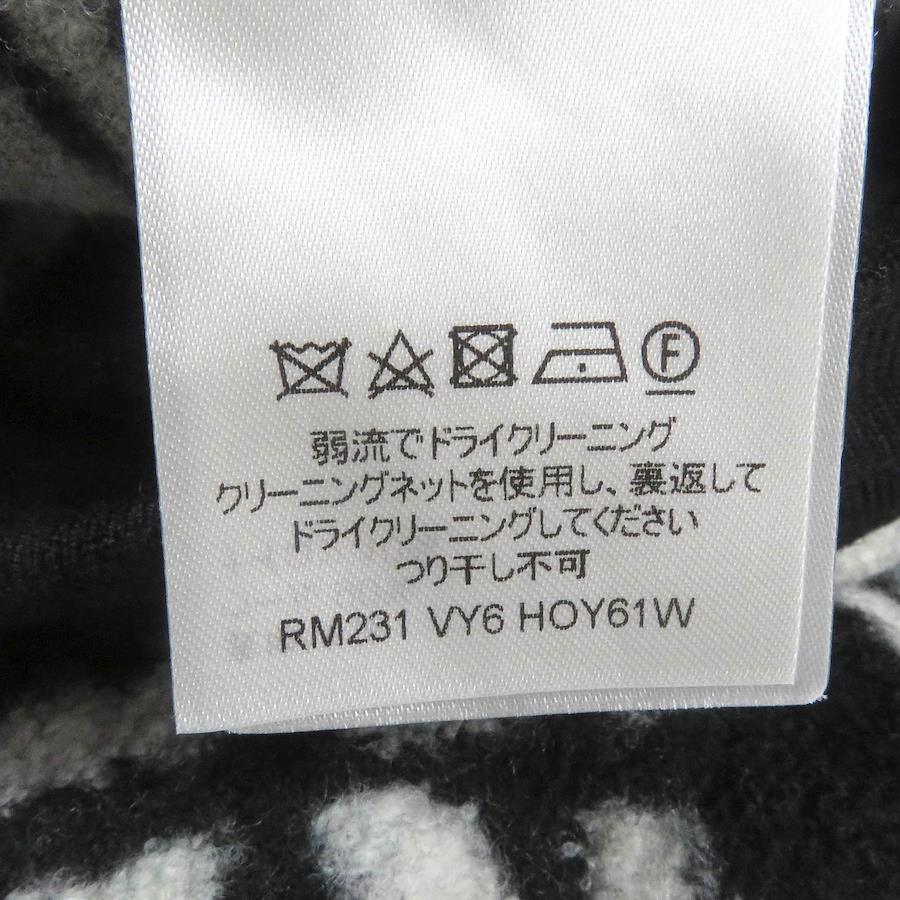 F
弱流でドライクリーニング
クリーニングネットを使用し、裏返して
ドライクリーニングしてください
つり干し不可
RM231 VY6 HOY61W